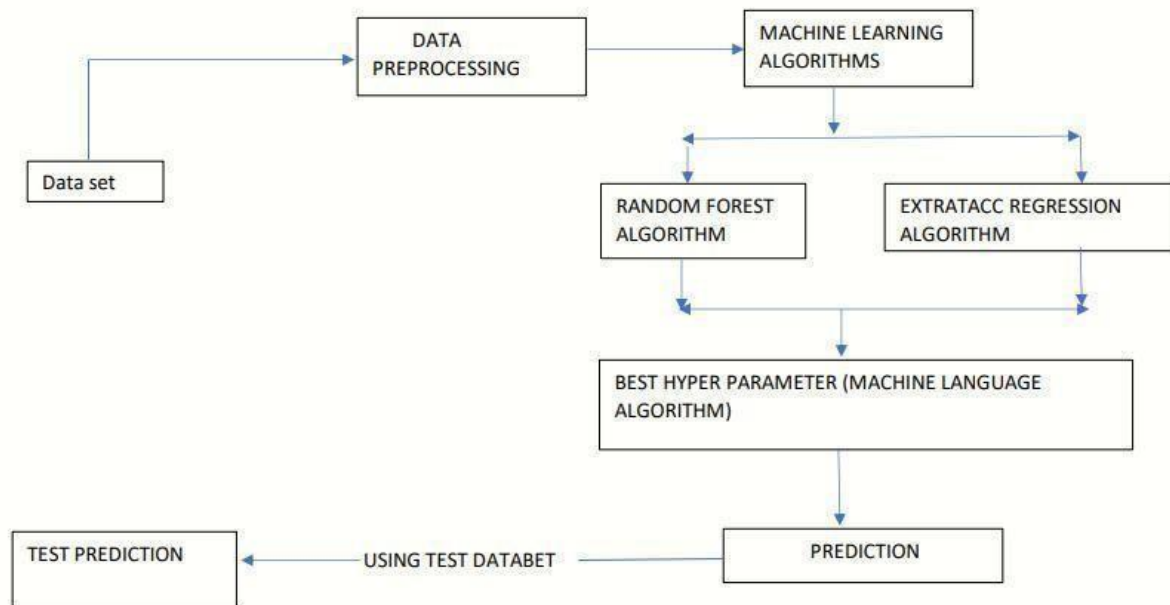 DATA
PREPROCESSING
MACHINE LEARNING
ALGORITHMS
Data set
RANDOM FOREST
ALGORITHM
EXTRATACC REGRESSION
ALGORITHM
BEST HYPER PARAMETER (MACHINE LANGUAGE
ALGORITHM)
PREDICTION
USING TEST DATABET
TEST PREDICTION